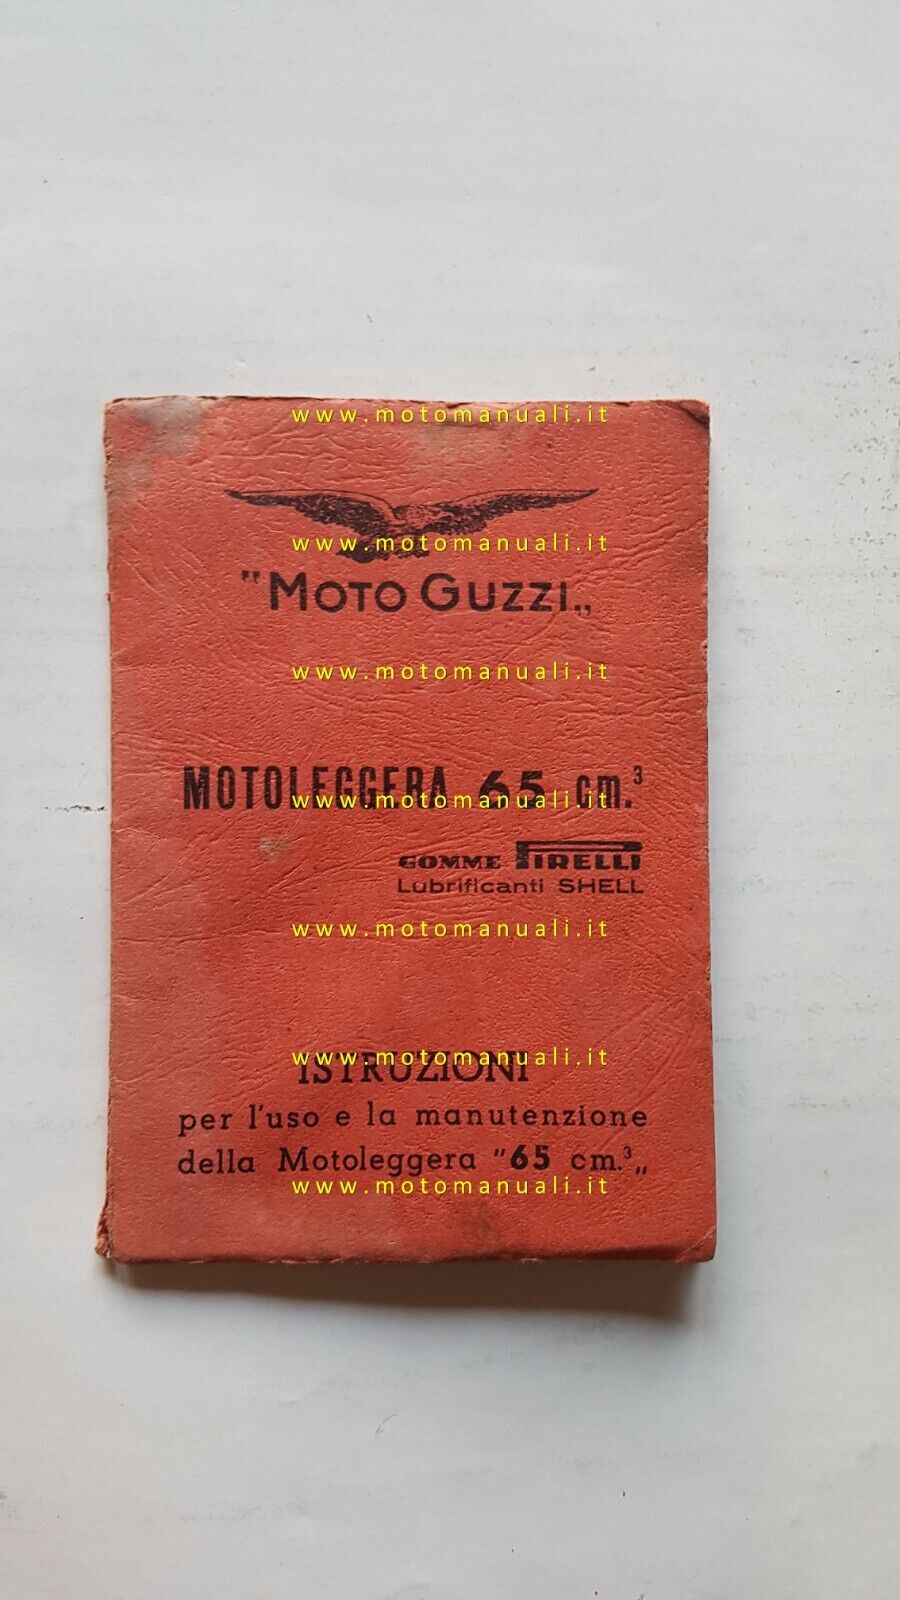 www.motomanuali.it
www.motomanuali.it
"MOTO GUZZI„
www.motomanuali.it
MOTOLEGGERA 65 cm.³
www.motomanuali.it
GOMME PIRELLI
Lubrificanti SHELL
www.motomanuali.it
ISTRUZIONI
www.motomanuali.it
per l'uso e la manutenzione
della Motoleggera "65 cm.³„
www.motomanuali.it